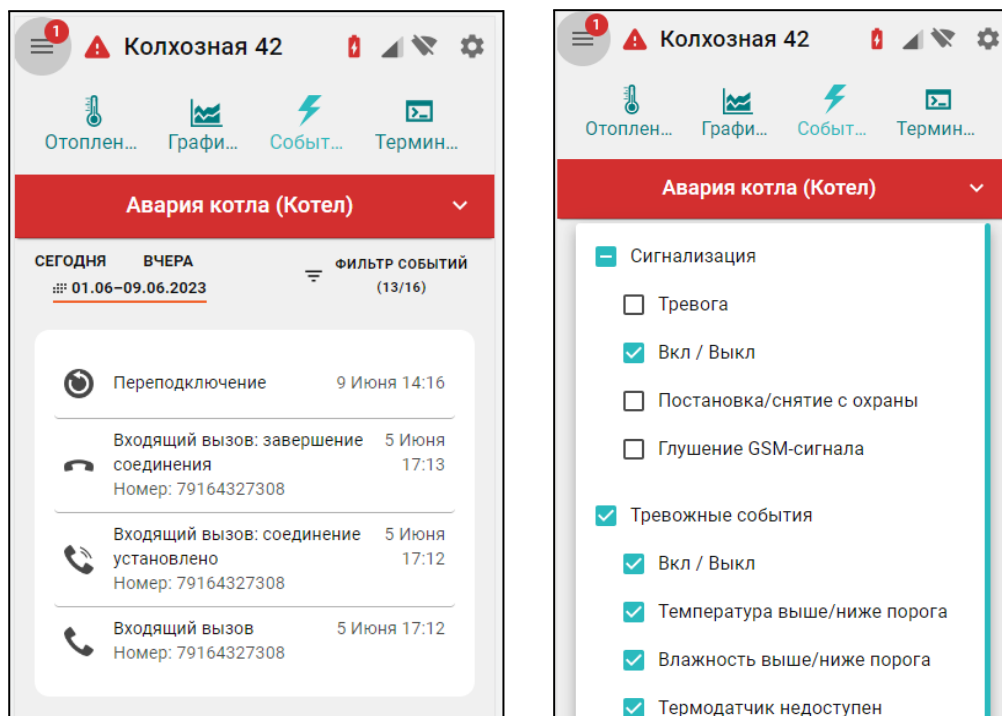 1
Колхозная 42
Отоплен...
Графи...
Событ...
Термин...
Авария котла (Котел)
СЕГОДНЯ ВЧЕРА
01.06–09.06.2023
ФИЛЬТР СОБЫТИЙ
(13/16)
Переподключение 9 Июня 14:16
Входящий вызов: завершение 5 Июня
соединения 17:13
Номер: 79164327308
Входящий вызов: соединение 5 Июня
установлено 17:12
Номер: 79164327308
Входящий вызов 5 Июня 17:12
Номер: 79164327308
1
Колхозная 42
Отоплен...
Графи...
Событ...
Термин...
Авария котла (Котел)
Сигнализация
Тревога
Вкл / Выкл
Постановка/снятие с охраны
Глушение GSM-сигнала
Тревожные события
Вкл / Выкл
Температура выше/ниже порога
Влажность выше/ниже порога
Термодатчик недоступен